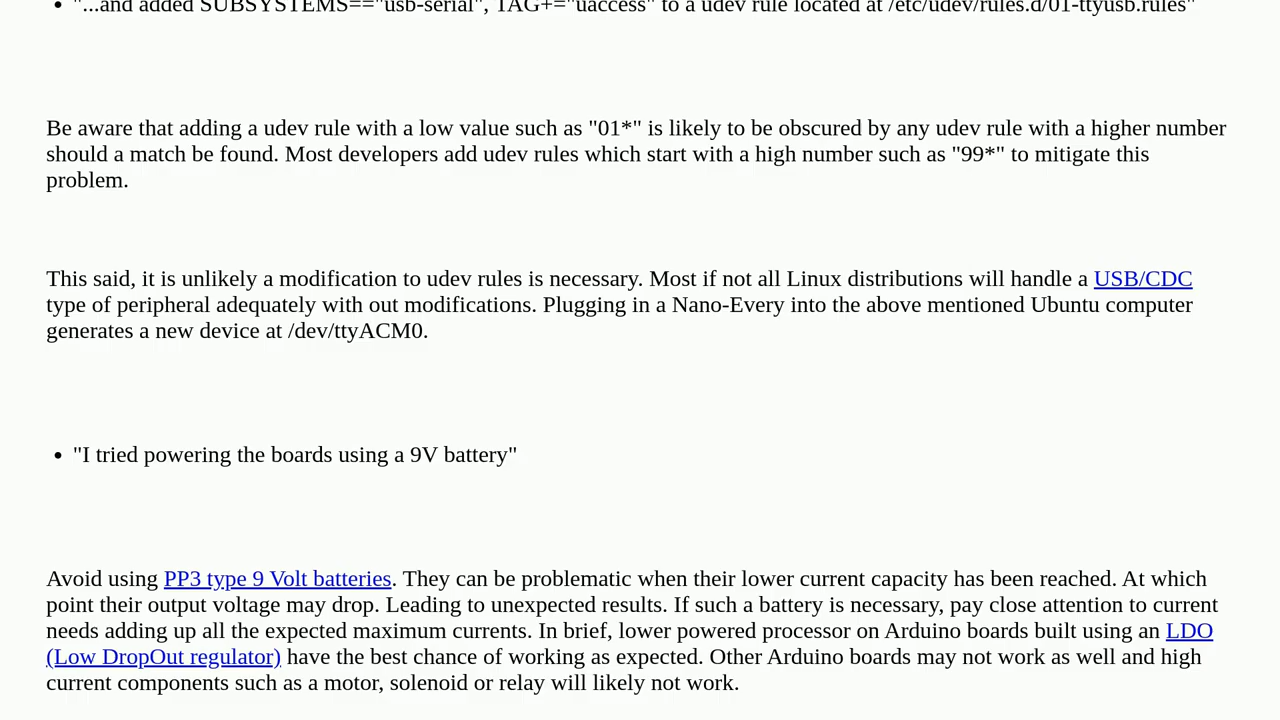 • "...and added SUBSYSTEMS=="usb-serial", TAG+="uaccess" to a udev rule located at /etc/udev/rules.d/01-ttyusb.rules"
Be aware that adding a udev rule with a low value such as "01*" is likely to be obscured by any udev rule with a higher number
should a match be found. Most developers add udev rules which start with a high number such as "99*" to mitigate this
problem.
This said, it is unlikely a modification to udev rules is necessary. Most if not all Linux distributions will handle a USB/CDC
type of peripheral adequately with out modifications. Plugging in a Nano-Every into the above mentioned Ubuntu computer
generates a new device at /dev/ttyACM0.
• "I tried powering the boards using a 9V battery"
Avoid using PP3 type 9 Volt batteries. They can be problematic when their lower current capacity has been reached. At which
point their output voltage may drop. Leading to unexpected results. If such a battery is necessary, pay close attention to current
needs adding up all the expected maximum currents. In brief, lower powered processor on Arduino boards built using an LDO
(Low DropOut regulator) have the best chance of working as expected. Other Arduino boards may not work as well and high
current components such as a motor, solenoid or relay will likely not work.